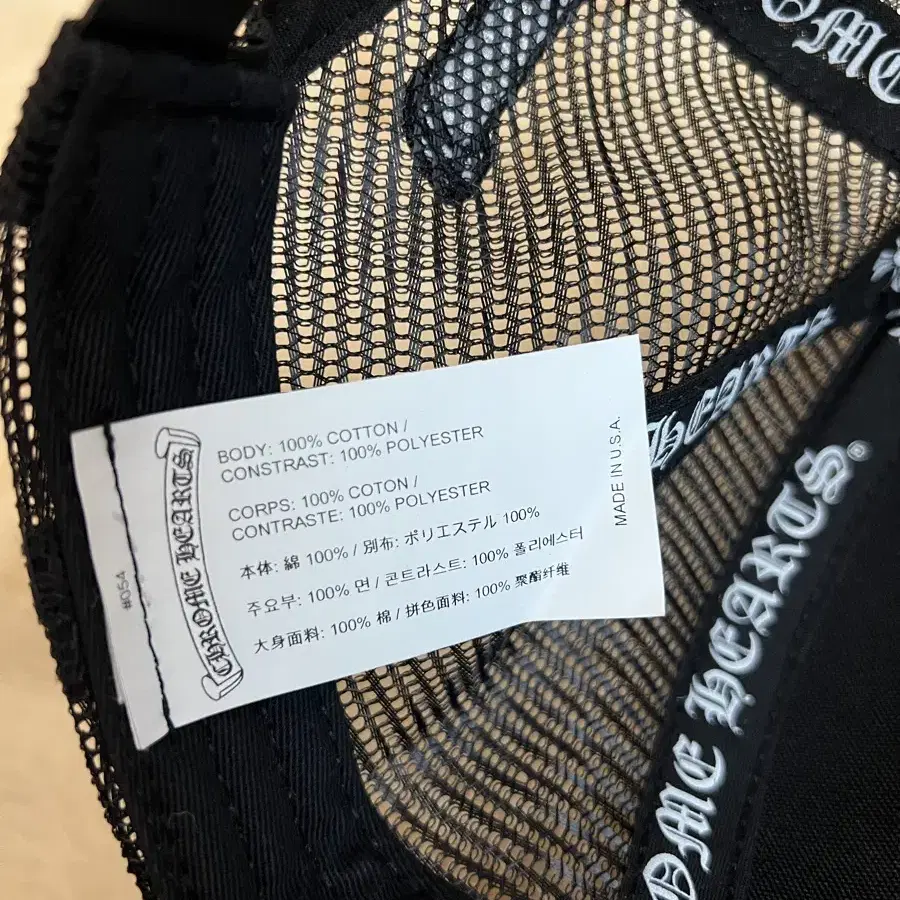 CHROME HEARTS
BODY: 100% COTTON /
CONSTRAST: 100% POLYESTER
CORPS: 100% COTON /
CONTRASTE: 100% POLYESTER
本体: 綿 100% / 別布: ポリエステル 100%
주요부: 100% 면 / 콘트라스트: 100% 폴리에스터
大身面料: 100% 棉 / 拼色面料: 100% 聚酯纤维
MADE IN U.S.A.
#054
OME
HEARTS
OME HEARTS®